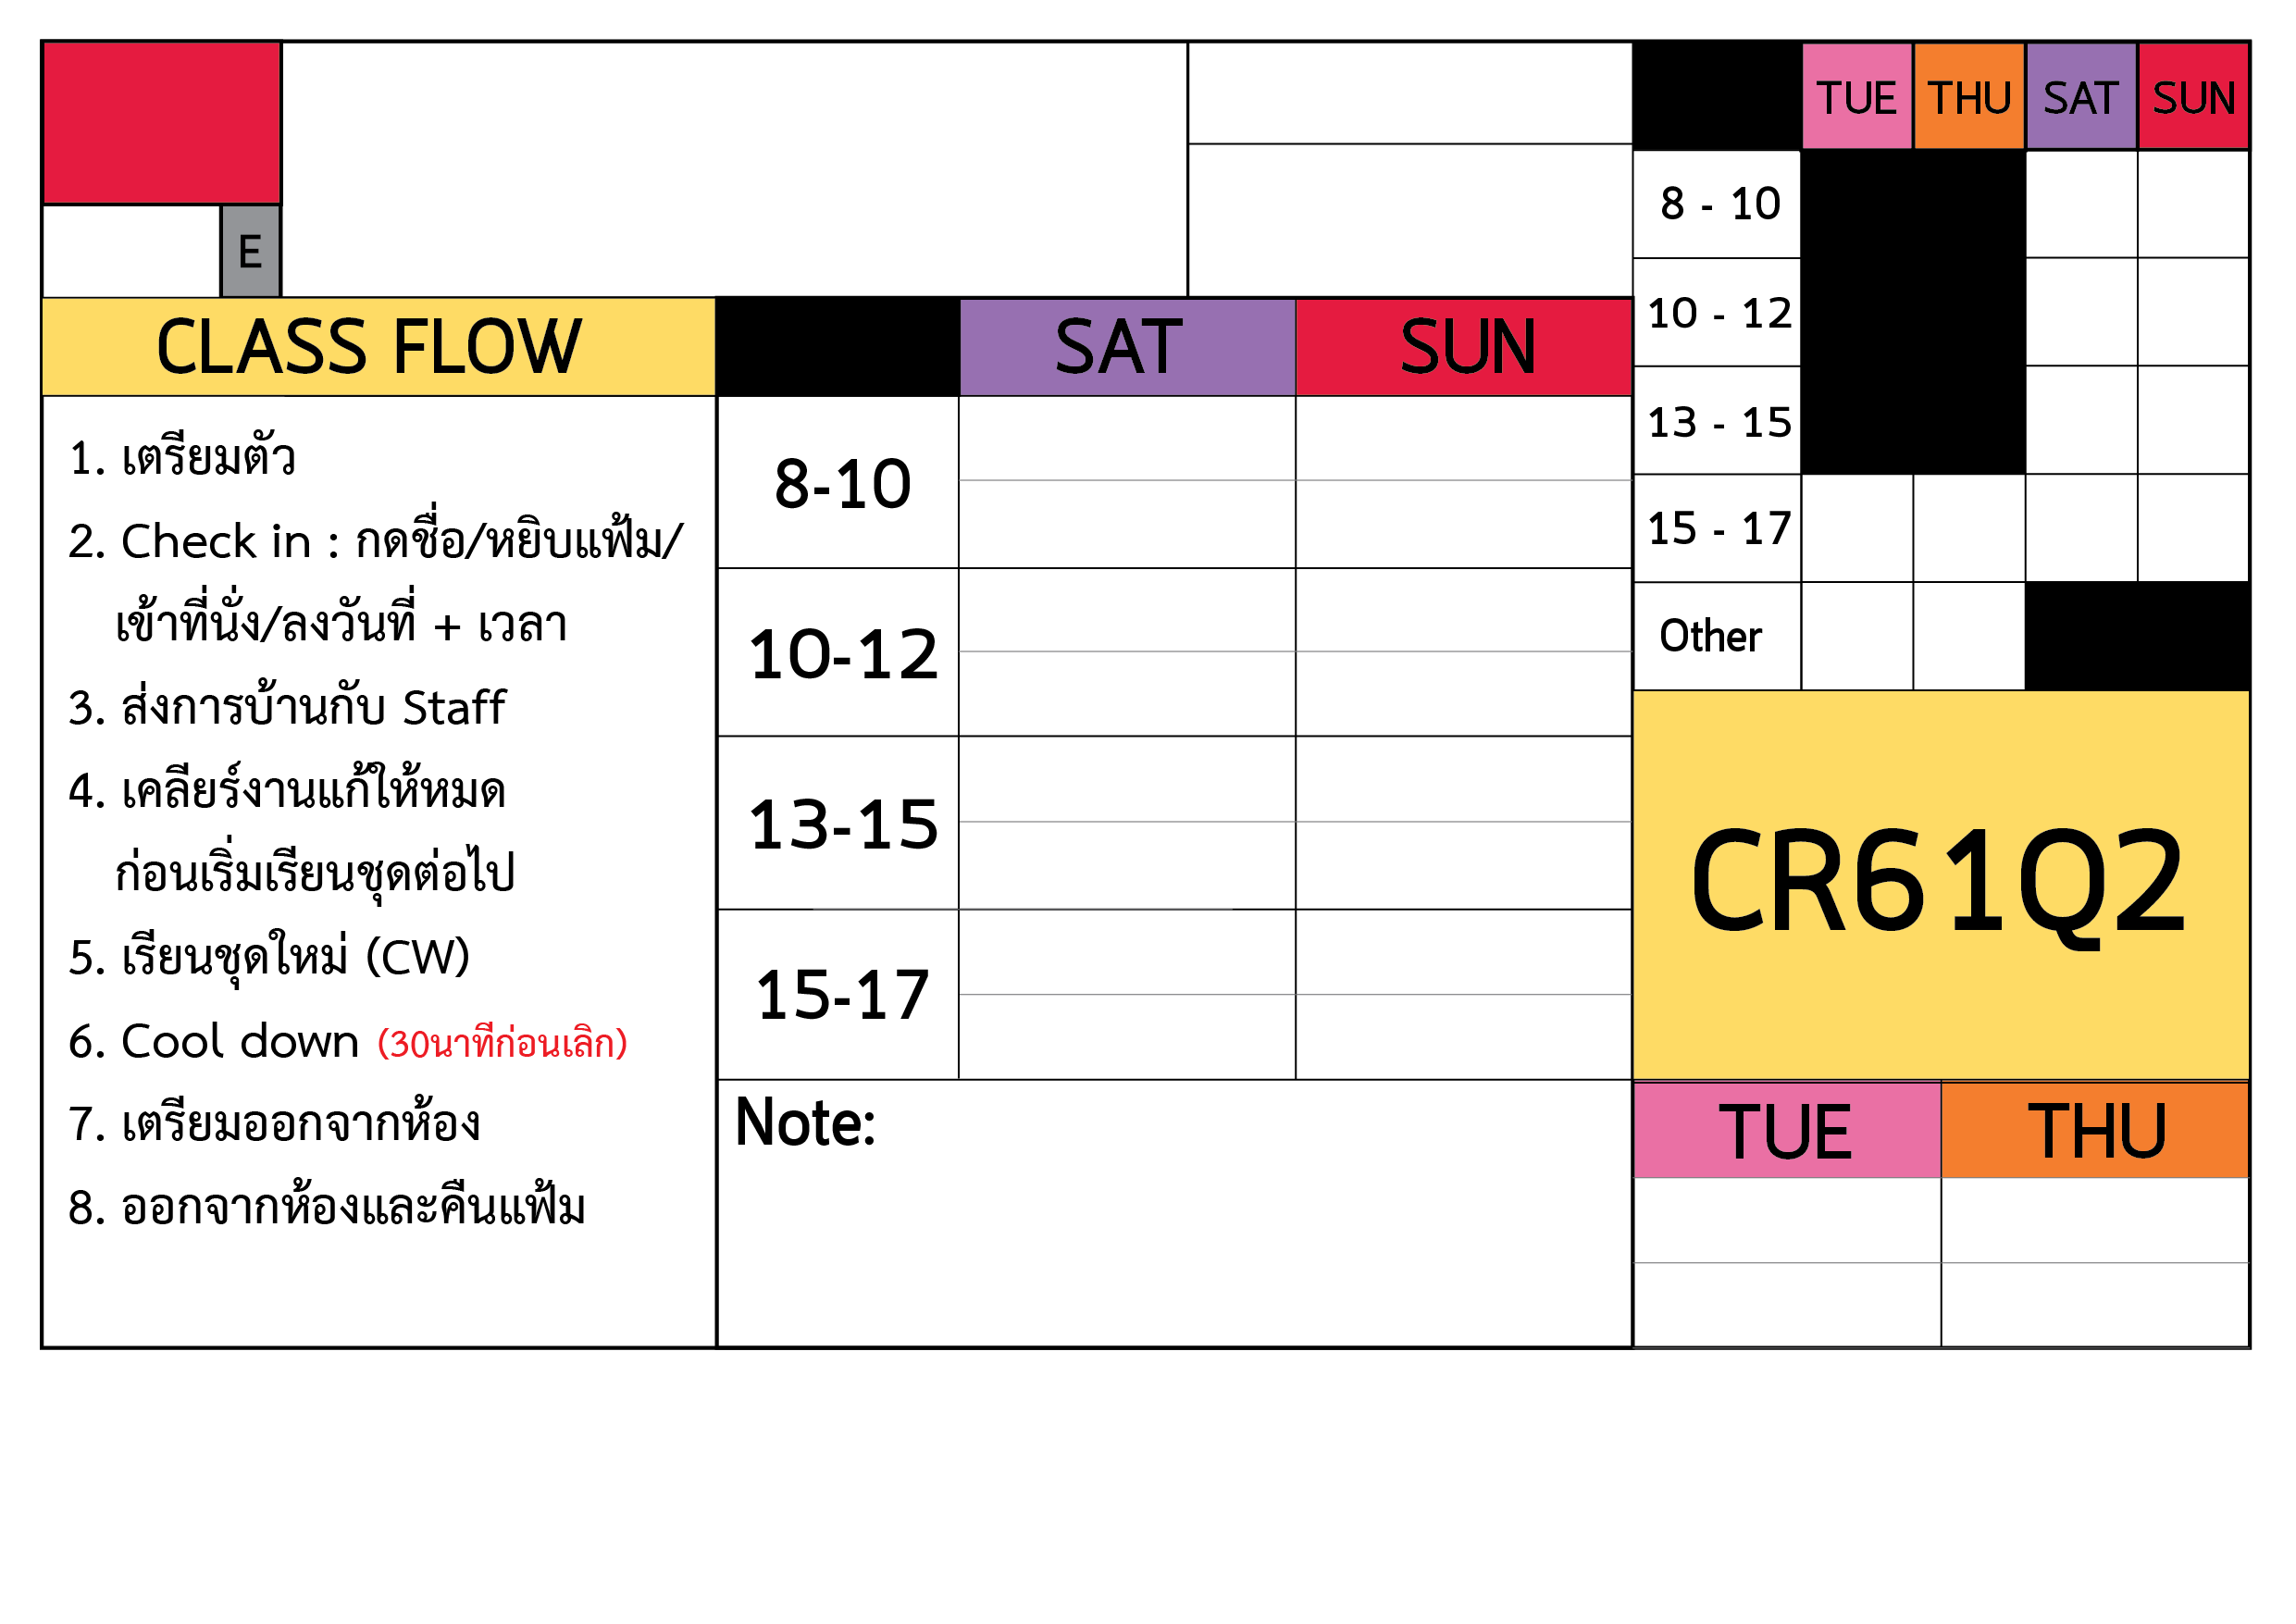 TUE THU SAT SUN
8 - 10
10 - 12
13 - 15
15 - 17
Other
E
CLASS FLOW
1. เตรียมตัว
2. Check in : กดชื่อ/หยิบแฟ้ม/
เข้าที่นั่ง/ลงวันที่ + เวลา
3. ส่งการบ้านกับ Staff
4. เคลียร์งานแก้ให้หมด
ก่อนเริ่มเรียนชุดต่อไป
5. เรียนชุดใหม่ (CW)
6. Cool down (30นาทีก่อนเลิก)
7. เตรียมออกจากห้อง
8. ออกจากห้องและคืนแฟ้ม
SAT SUN
8-10
10-12
13-15
15-17
Note:
CR61Q2
TUE THU